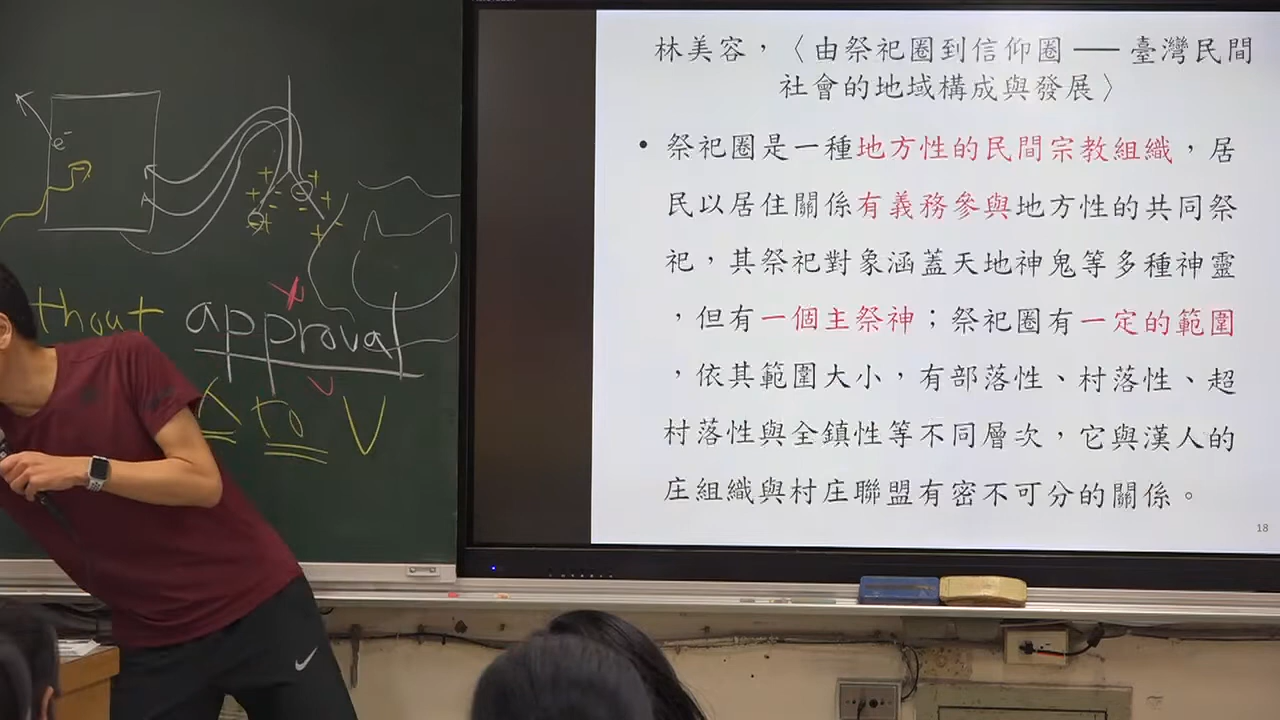 e⁻
thout
approval
to V
林美容，〈由祭祀圈到信仰圈——臺灣民間
社會的地域構成與發展〉
• 祭祀圈是一種地方性的民間宗教組織，居
民以居住關係有義務參與地方性的共同祭
祀，其祭祀對象涵蓋天地神鬼等多種神靈
，但有一個主祭神；祭祀圈有一定的範圍
，依其範圍大小，有部落性、村落性、超
村落性與全鎮性等不同層次，它與漢人的
庄組織與村庄聯盟有密不可分的關係。
18